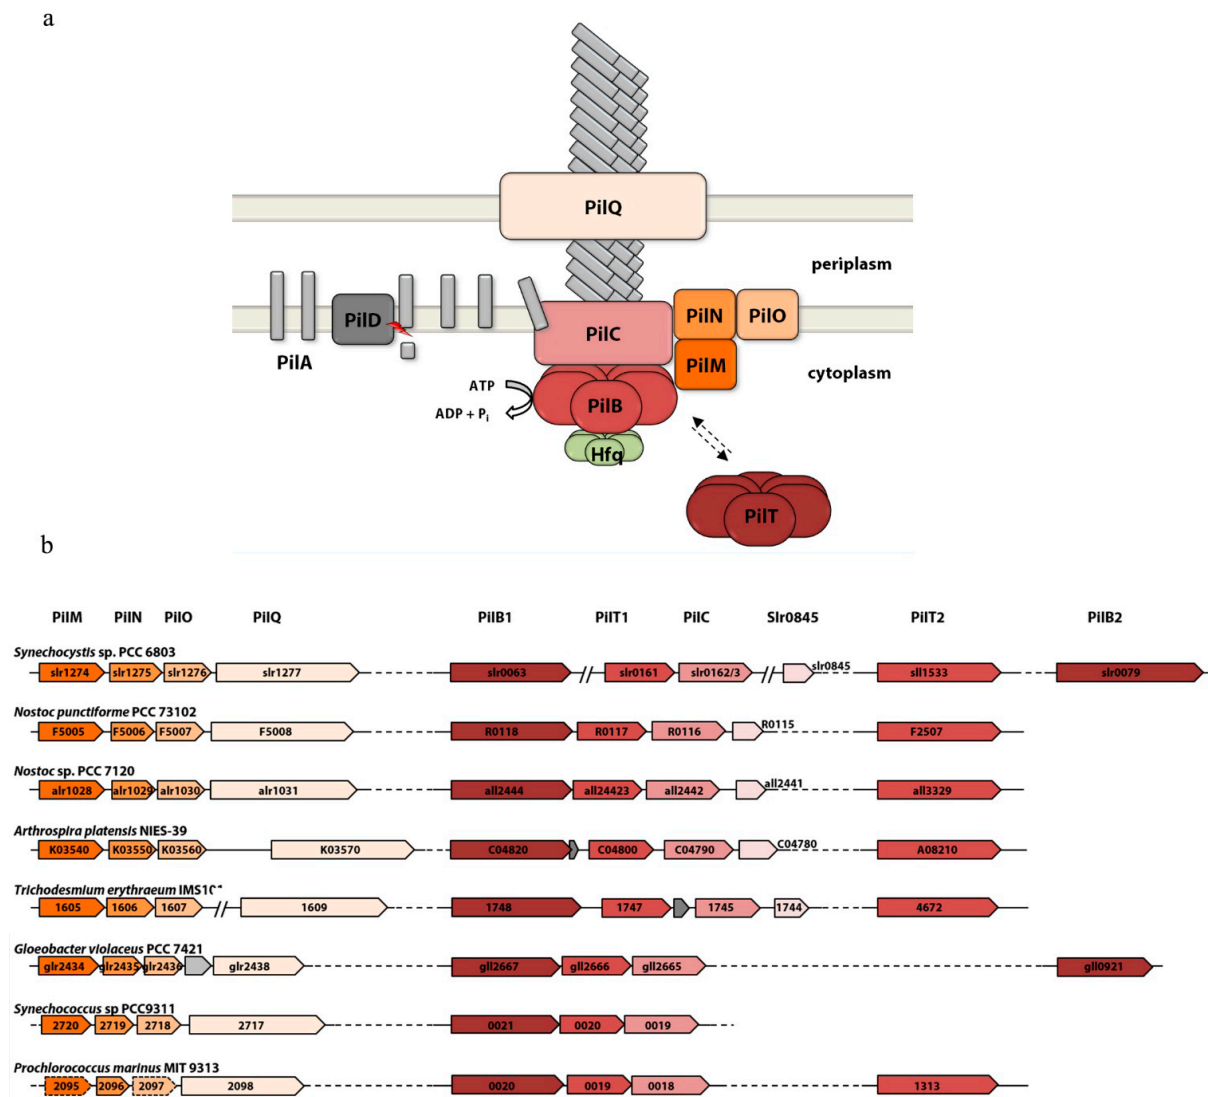 a
PilQ
periplasm
PilD
PilA
PilC
PilN
PilO
PilM
cytoplasm
ATP
ADP + Pi
PilB
Hfq
PilT
b
PilM PilN PilO PilQ PilB1 PilT1 PilC Slr0845 PilT2 PilB2
Synechocystis sp. PCC 6803
slr1274 slr1275 slr1276 slr1277 slr0063 slr0161 slr0162/3 slr0845 sll1533 slr0079
Nostoc punctiforme PCC 73102
F5005 F5006 F5007 F5008 R0118 R0117 R0116 R0115 F2507
Nostoc sp. PCC 7120
alr1028 alr1029 alr1030 alr1031 all2444 all24423 all2442 all2441 all3329
Arthrospira platensis NIES-39
K03540 K03550 K03560 K03570 C04820 C04800 C04790 C04780 A08210
Trichodesmium erythraeum
1605 1606 1607 1609 1748 1747 1745 1744 4672
Gloeobacter violaceus PCC 7421
glr2434 glr2435 glr2436 glr2438 gll2667 gll2666 gll2665 gll0921
Synechococcus sp PCC9311
2720 2719 2718 2717 0021 0020 0019
Prochlorococcus marinus MIT 9313
2095 2096 2097 2098 0020 0019 0018 1313